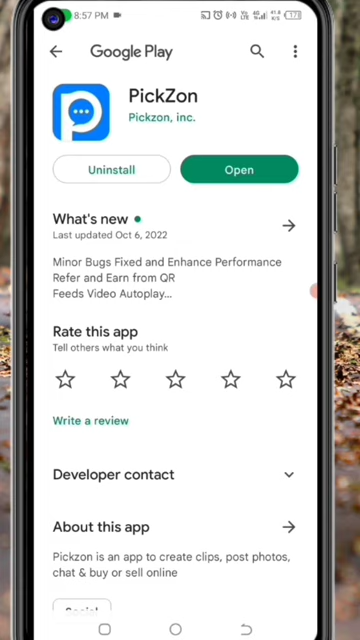 8:57 PM
Google Play
PickZon
Pickzon, inc.
Uninstall
Open
What's new
Last updated Oct 6, 2022
Minor Bugs Fixed and Enhance Performance
Refer and Earn from QR
Feeds Video Autoplay...
Rate this app
Tell others what you think
Write a review
Developer contact
About this app
Pickzon is an app to create clips, post photos,
chat & buy or sell online
Social